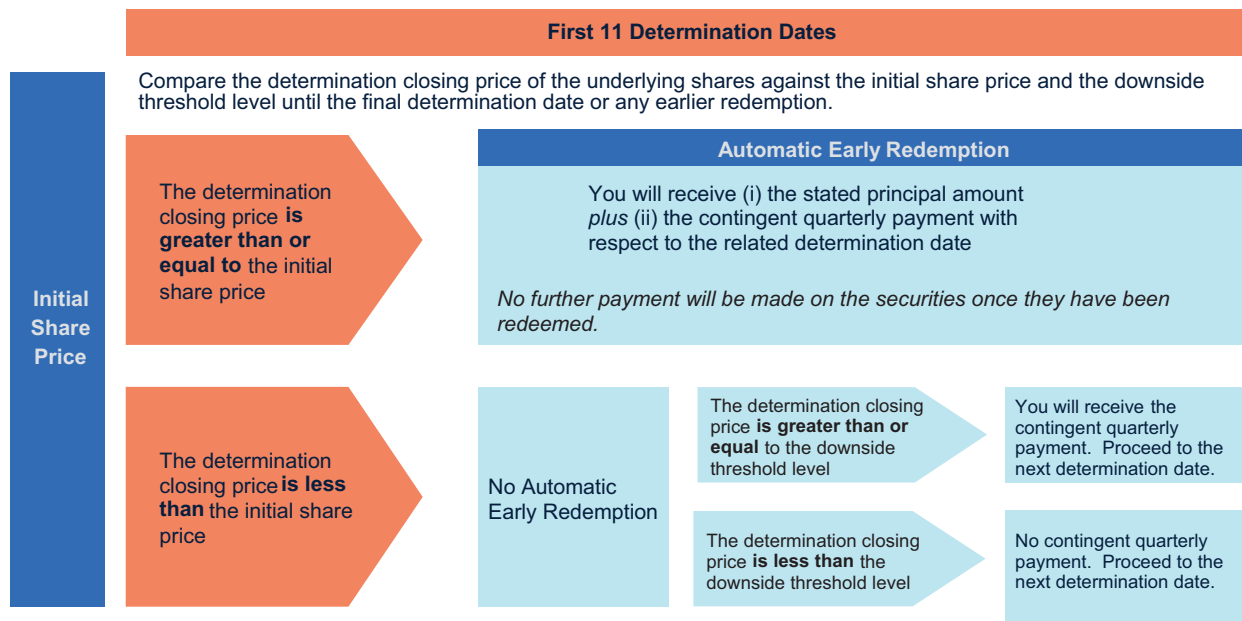 First 11 Determination Dates
Compare the determination closing price of the underlying shares against the initial share price and the downside
threshold level until the final determination date or any earlier redemption.
Initial
Share
Price
The determination
closing price is
greater than or
equal to the initial
share price
Automatic Early Redemption
You will receive (i) the stated principal amount
plus (ii) the contingent quarterly payment with
respect to the related determination date
No further payment will be made on the securities once they have been
redeemed.
The determination
closing price is less
than the initial share
price
No Automatic
Early Redemption
The determination closing
price is greater than or
equal to the downside
threshold level
You will receive the
contingent quarterly
payment. Proceed to the
next determination date.
The determination closing
price is less than the
downside threshold level
No contingent quarterly
payment. Proceed to the
next determination date.